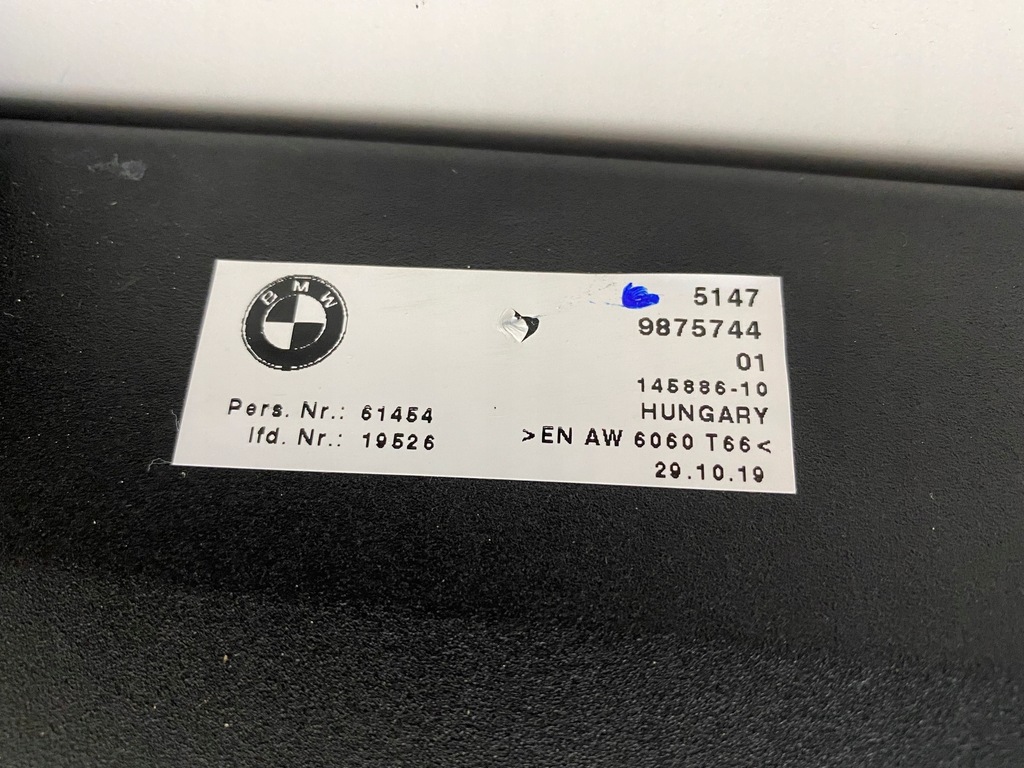 BMW
5147
9875744
01
145886-10
HUNGARY
>EN AW 6060 T66<
29.10.19
Pers. Nr.: 61454
lfd. Nr.: 19526